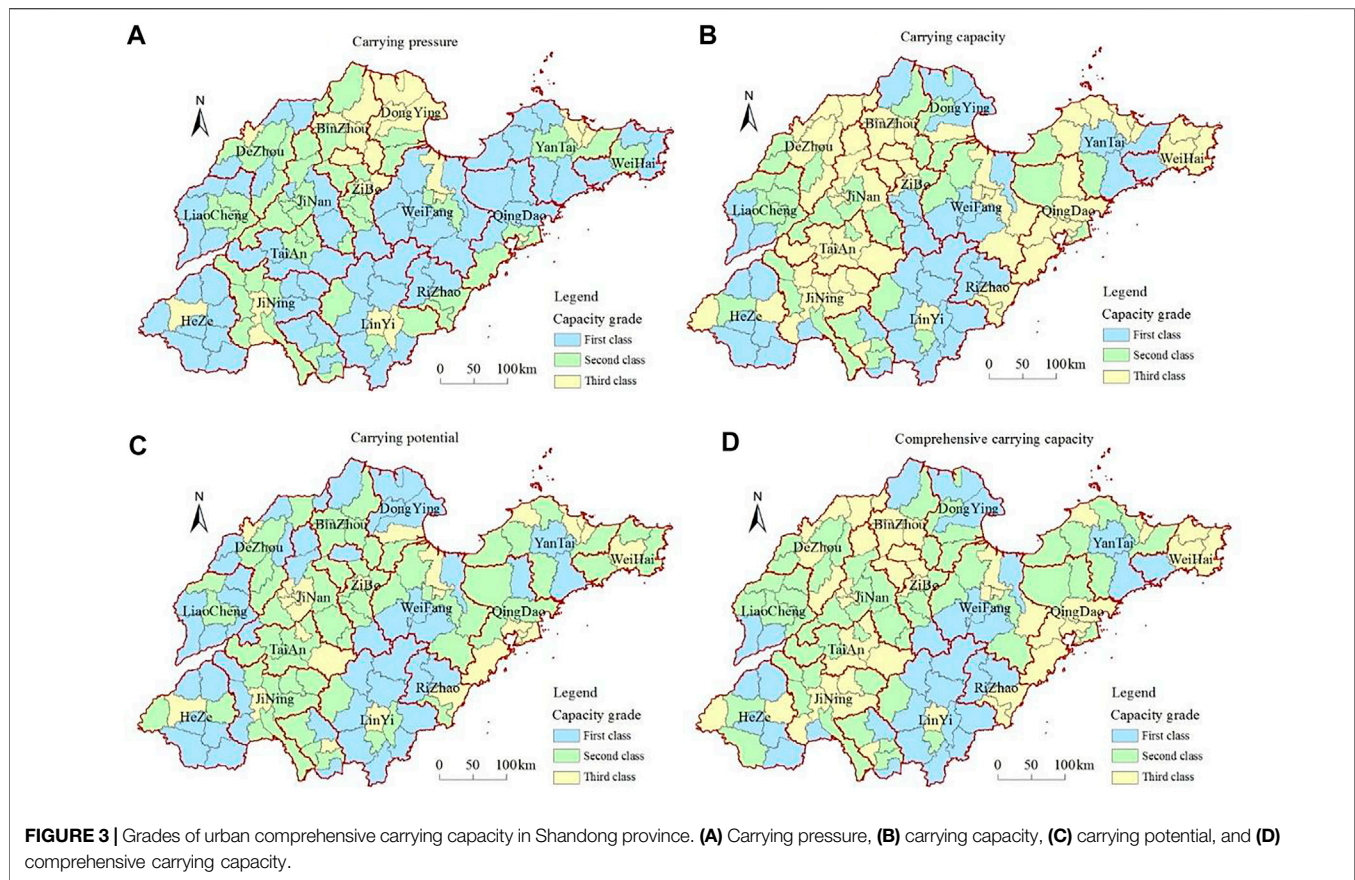 A
Carrying pressure
N
DongYing
BinZhou
DeZhou
YanTai
WeiHai
ZiBo
JiNan
LiaoCheng
WeiFang
QingDao
TaiAn
RiZhao
JiNing
HeZe
LinYi
Legend
Capacity grade
First class
Second class
Third class
0 50 100km
B
Carrying capacity
N
DongYing
BinZhou
DeZhou
YanTai
WeiHai
ZiBo
JiNan
LiaoCheng
WeiFang
QingDao
TaiAn
RiZhao
JiNing
HeZe
LinYi
Legend
Capacity grade
First class
Second class
Third class
0 50 100km
C
Carrying potential
N
DongYing
BinZhou
DeZhou
YanTai
WeiHai
ZiBo
JiNan
LiaoCheng
WeiFang
QingDao
TaiAn
RiZhao
JiNing
HeZe
LinYi
Legend
Capacity grade
First class
Second class
Third class
0 50 100km
D
Comprehensive carrying capacity
N
DongYing
BinZhou
DeZhou
YanTai
WeiHai
ZiBo
JiNan
LiaoCheng
WeiFang
QingDao
TaiAn
RiZhao
JiNing
HeZe
LinYi
Legend
Capacity grade
First class
Second class
Third class
0 50 100km
FIGURE 3 | Grades of urban comprehensive carrying capacity in Shandong province. (A) Carrying pressure, (B) carrying capacity, (C) carrying potential, and (D)
comprehensive carrying capacity.